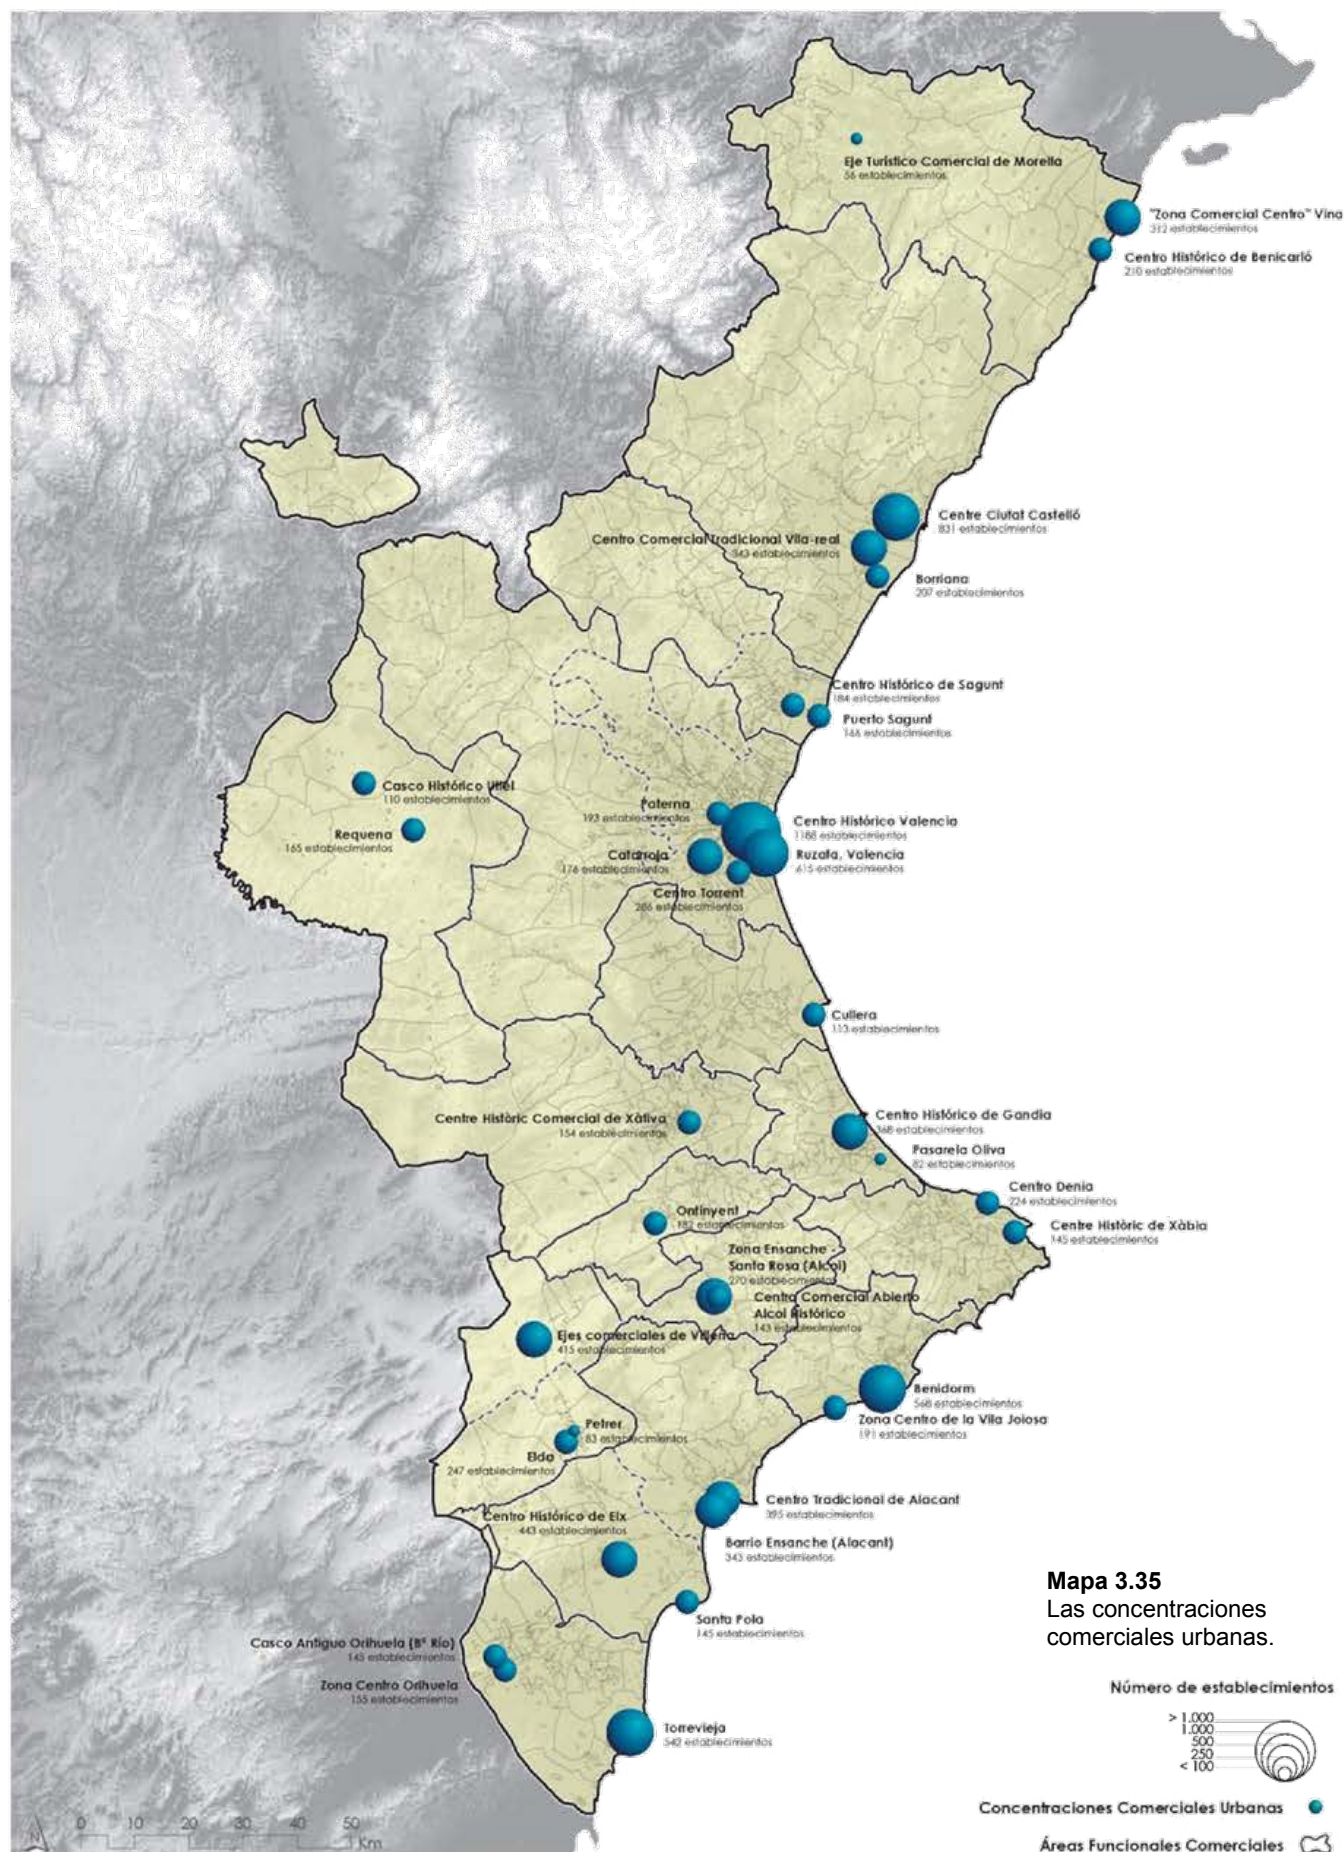 Eje Turístico Comercial de Morella
56 establecimientos
"Zona Comercial Centro" Vina
312 establecimientos
Centro Histórico de Benicarló
210 establecimientos
Centre Ciutat Castelló
831 establecimientos
Centro Comercial Tradicional Vila-real
343 establecimientos
Borriana
207 establecimientos
Centro Histórico de Sagunt
184 establecimientos
Puerto Sagunt
166 establecimientos
Casco Histórico Utiel
110 establecimientos
Requena
165 establecimientos
Paterna
193 establecimientos
Centro Histórico Valencia
1188 establecimientos
Catarroja
176 establecimientos
Ruzafa, Valencia
615 establecimientos
Centro Torrent
286 establecimientos
Cullera
113 establecimientos
Centre Històric Comercial de Xàtiva
154 establecimientos
Centro Histórico de Gandia
368 establecimientos
Pasarela Oliva
82 establecimientos
Centro Denia
224 establecimientos
Centre Històric de Xàbia
145 establecimientos
Ontinyent
182 establecimientos
Zona Ensanche -
Santa Rosa (Alcoi)
270 establecimientos
Centro Comercial Abierto
Alcoi Histórico
143 establecimientos
Ejes comerciales de Villena
415 establecimientos
Benidorm
568 establecimientos
Zona Centro de la Vila Joiosa
191 establecimientos
Petrer
83 establecimientos
Elda
247 establecimientos
Centro Tradicional de Alacant
395 establecimientos
Centro Histórico de Elx
443 establecimientos
Barrio Ensanche (Alacant)
343 establecimientos
Santa Pola
145 establecimientos
Casco Antiguo Orihuela (Bº Río)
145 establecimientos
Zona Centro Orihuela
155 establecimientos
Torrevieja
542 establecimientos
Mapa 3.35
Las concentraciones
comerciales urbanas.
Número de establecimientos
> 1.000
1.000
500
250
< 100
Concentraciones Comerciales Urbanas
Áreas Funcionales Comerciales
N
0 10 20 30 40 50
Km